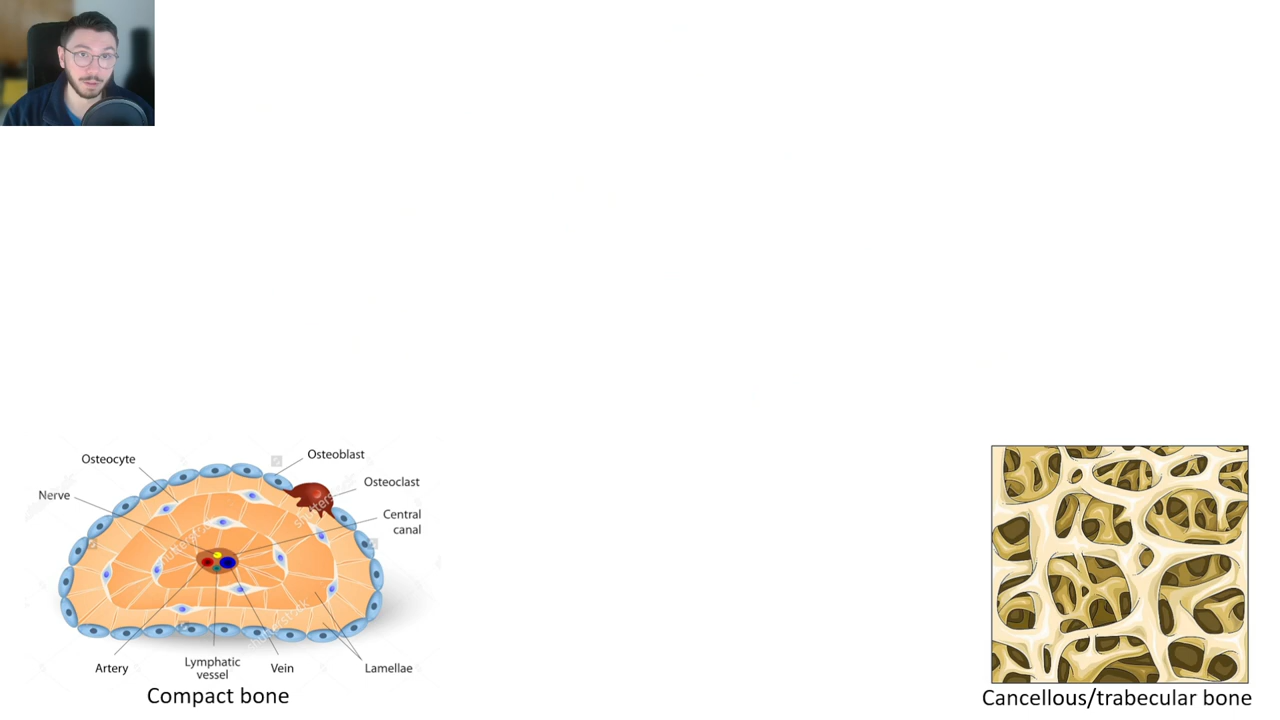 Osteocyte
Osteoblast
Osteoclast
Nerve
Central
canal
Artery
Lymphatic
vessel
Vein
Lamellae
Compact bone
Cancellous/trabecular bone